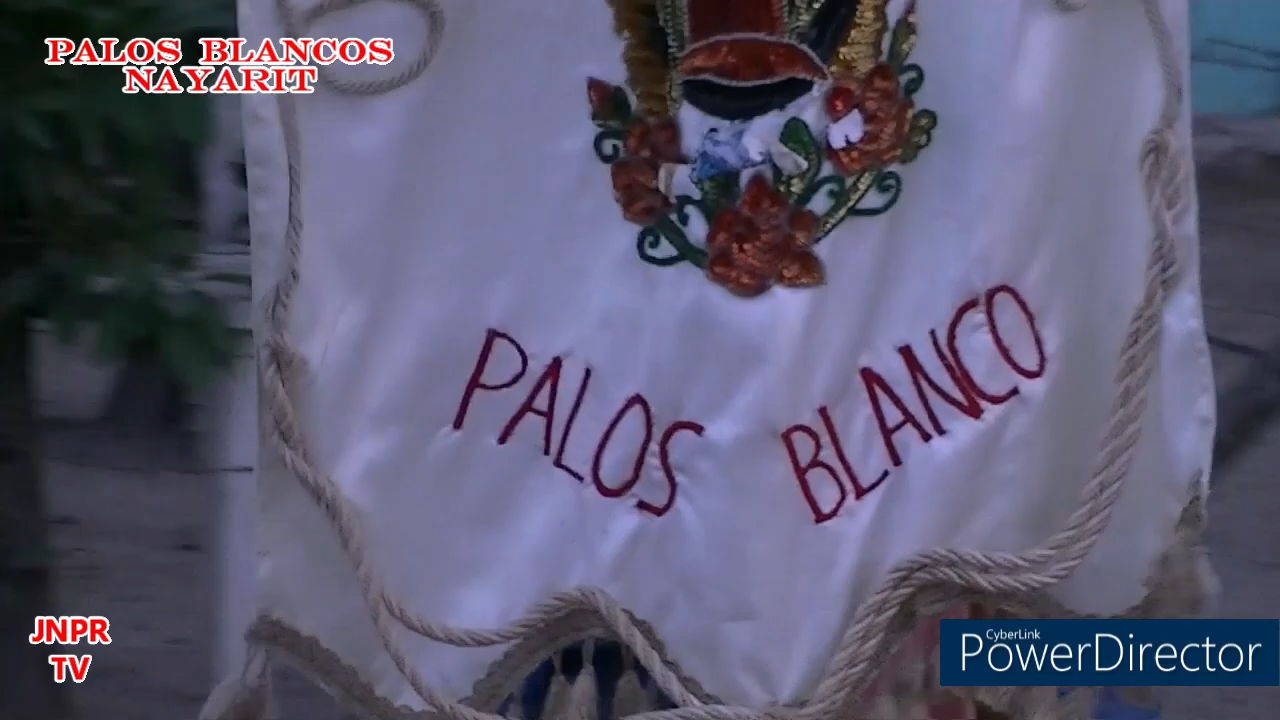 PALOS BLANCOS
NAYARIT
PALOS BLANCO
JNPR
TV
CyberLink
PowerDirector